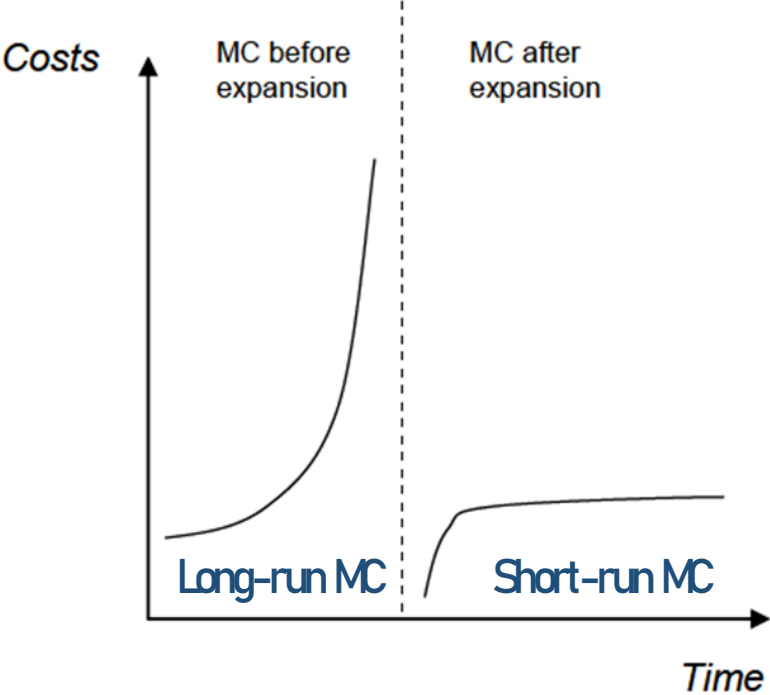 Costs
MC before
expansion
MC after
expansion
Long-run MC
Short-run MC
Time